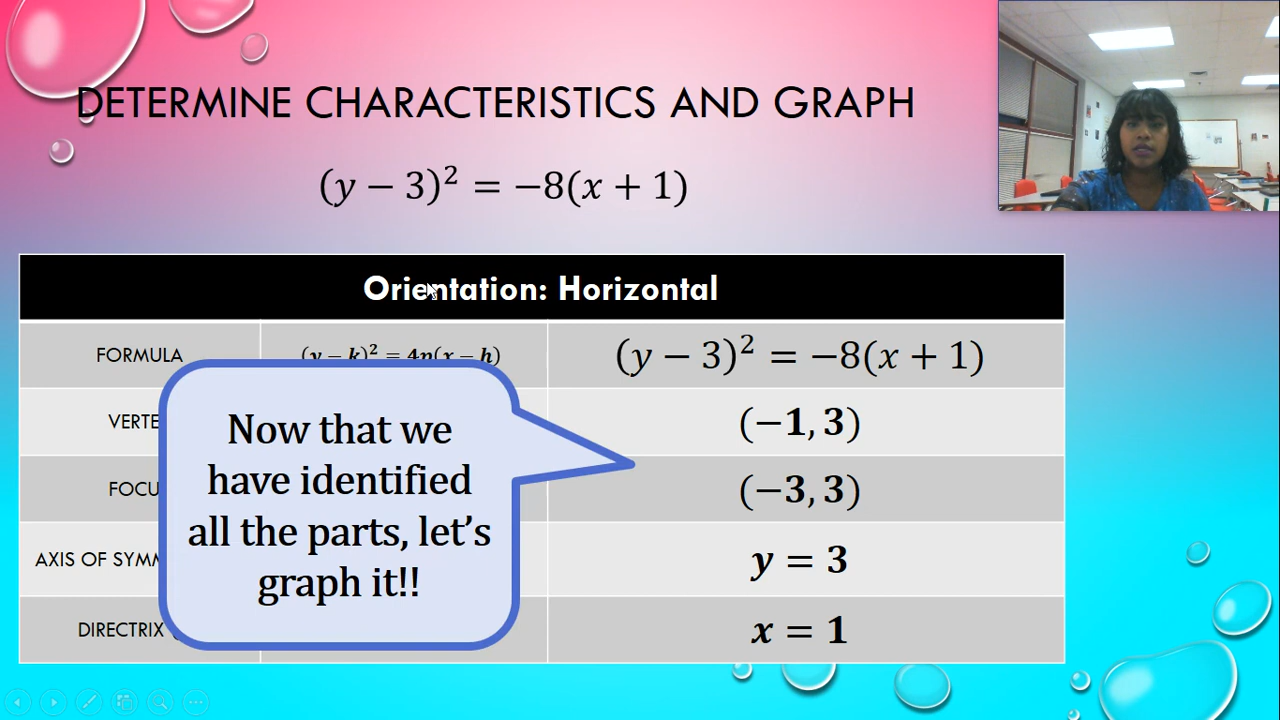 DETERMINE CHARACTERISTICS AND GRAPH
(y − 3)² = −8(x + 1)
Orientation: Horizontal
FORMULA (y − k)² = 4p(x − h) (y − 3)² = −8(x + 1)
VERTE (−1, 3)
FOCU (−3, 3)
AXIS OF SYMM y = 3
DIRECTRIX x = 1
Now that we
have identified
all the parts, let's
graph it!!